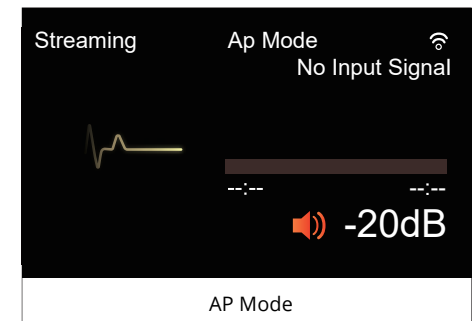 Streaming Ap Mode
No Input Signal
--:-- --:--
-20dB
AP Mode